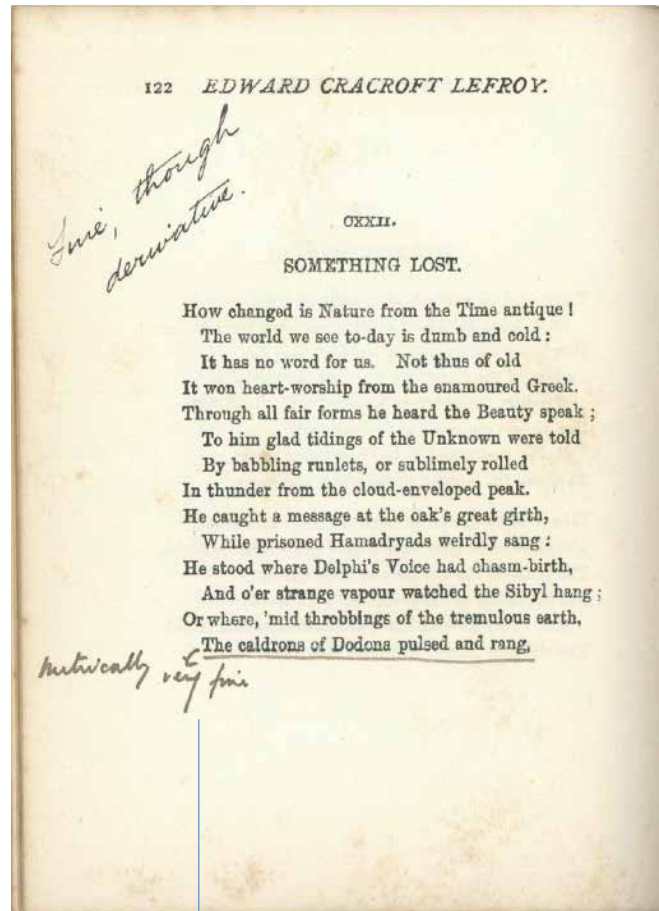 122 EDWARD CRACROFT LEFROY.
Fine, though
derivative.
CXXII.
SOMETHING LOST.
How changed is Nature from the Time antique!
The world we see to-day is dumb and cold:
It has no word for us. Not thus of old
It won heart-worship from the enamoured Greek.
Through all fair forms he heard the Beauty speak;
To him glad tidings of the Unknown were told
By babbling runlets, or sublimely rolled
In thunder from the cloud-enveloped peak.
He caught a message at the oak's great girth,
While prisoned Hamadryads weirdly sang:
He stood where Delphi's Voice had chasm-birth,
And o'er strange vapour watched the Sibyl hang;
Or where, 'mid throbbings of the tremulous earth,
The caldrons of Dodona pulsed and rang.
Metrically very fine